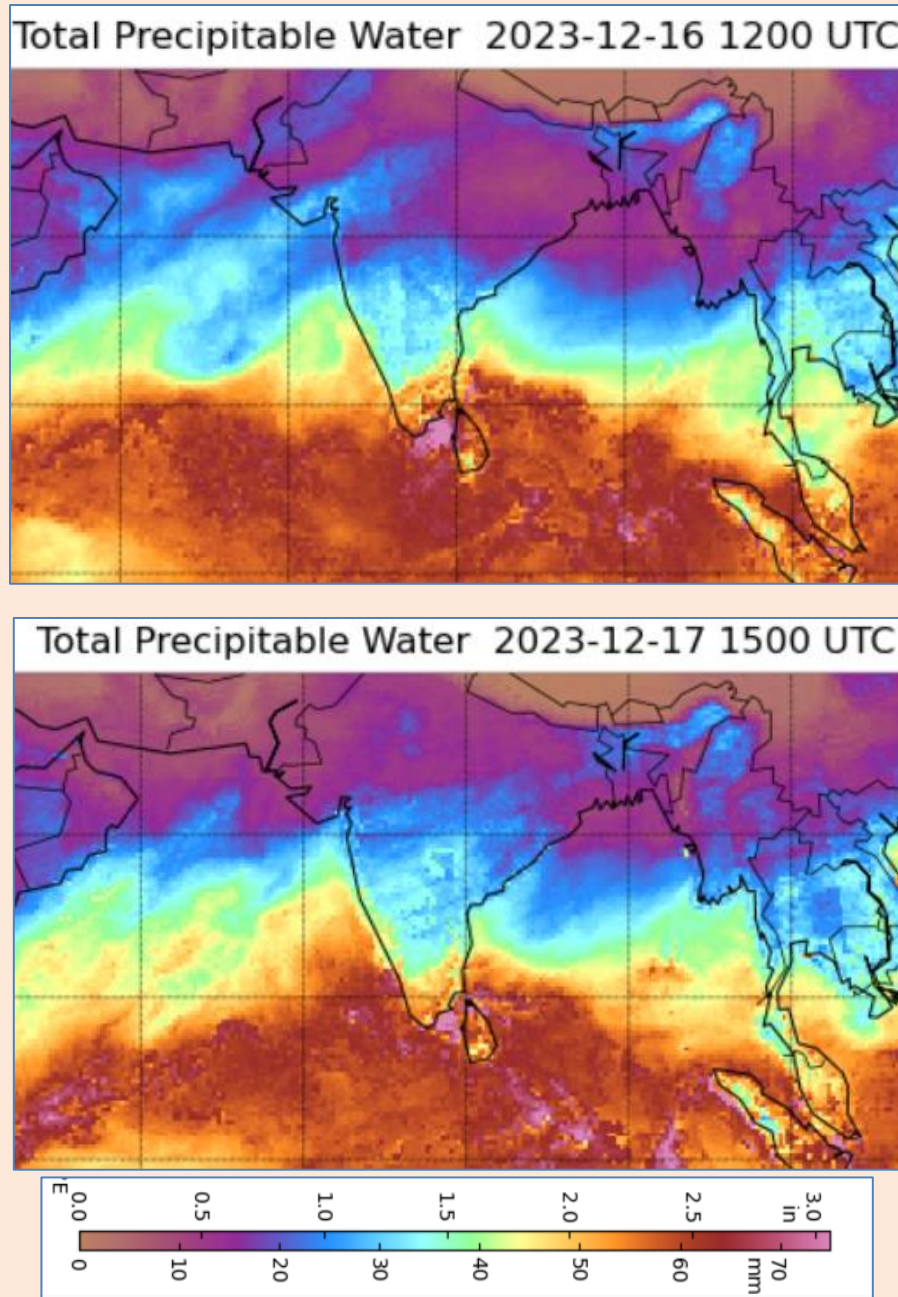 Total Precipitable Water 2023-12-16 1200 UTC
Total Precipitable Water 2023-12-17 1500 UTC
'E 0.0 0.5 1.0 1.5 2.0 2.5 3.0
in
0 10 20 30 40 50 60 mm 70